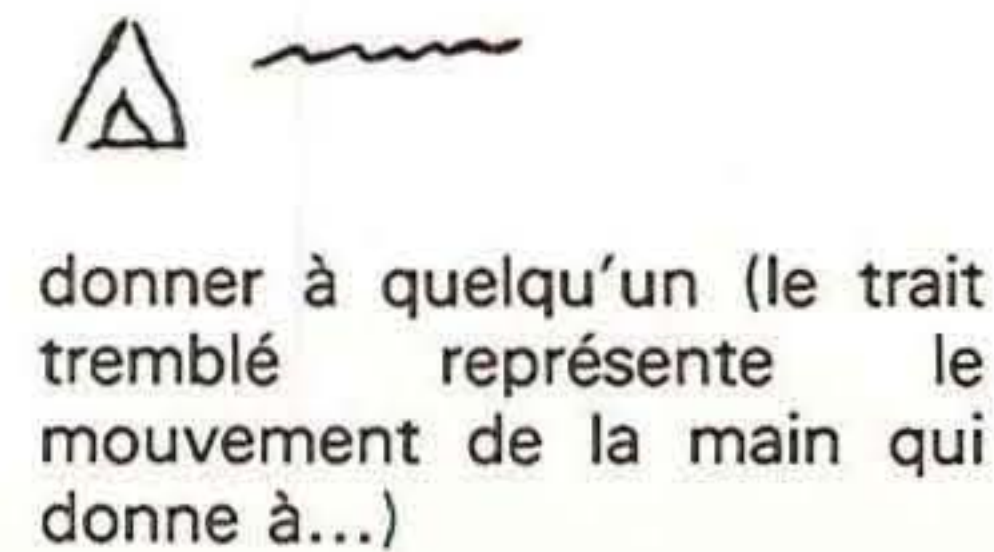 donner à quelqu'un (le trait
tremblé représente le
mouvement de la main qui
donne à...)